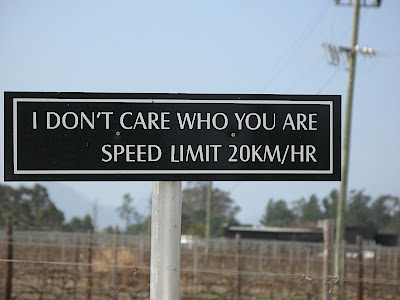 I DON'T CARE WHO YOU ARE
SPEED LIMIT 20KM/HR